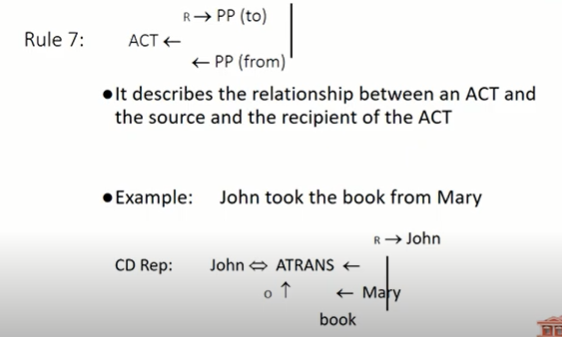 R→ PP (to)
Rule 7: ACT ←
← PP (from)
●It describes the relationship between an ACT and
the source and the recipient of the ACT
●Example: John took the book from Mary
R → John
CD Rep: John ⇔ ATRANS ←
o ↑ ← Mary
book